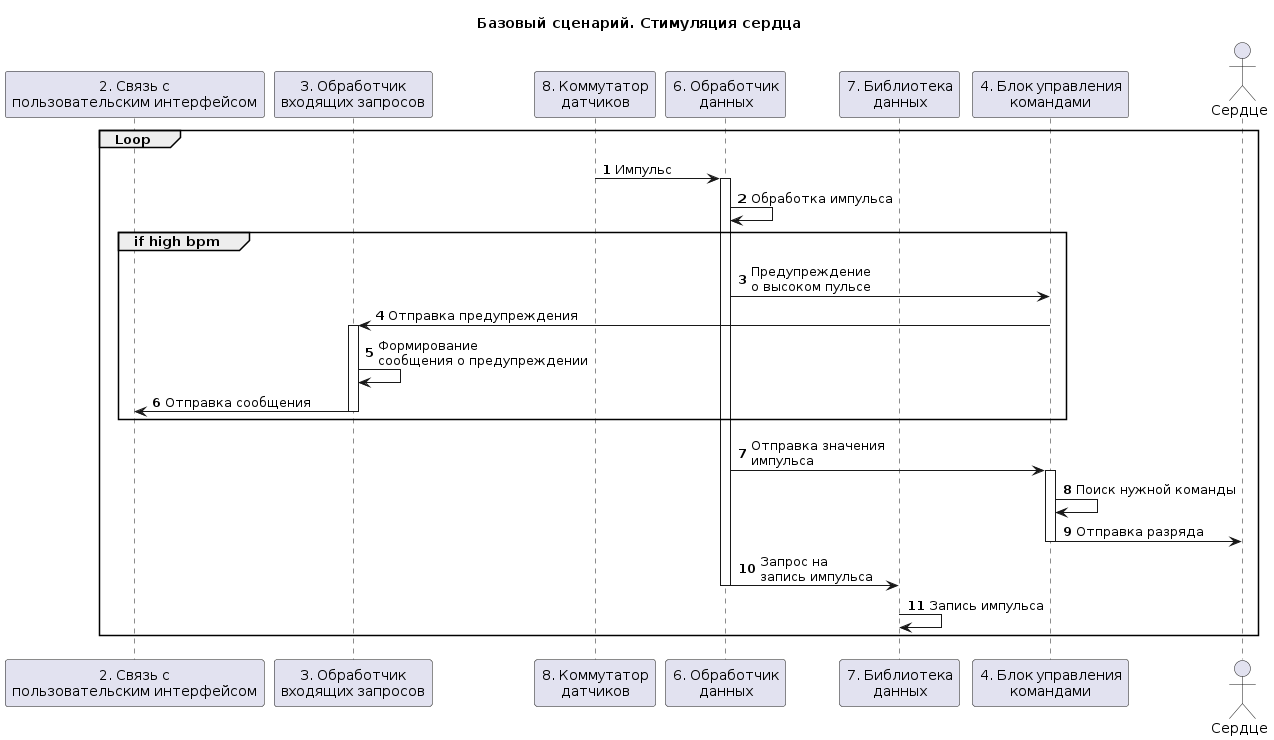 Базовый сценарий. Стимуляция сердца
2. Связь с
пользовательским интерфейсом
3. Обработчик
входящих запросов
8. Коммутатор
датчиков
6. Обработчик
данных
7. Библиотека
данных
4. Блок управления
командами
Сердце
Loop
1 Импульс
2 Обработка импульса
if high bpm
3 Предупреждение
о высоком пульсе
4 Отправка предупреждения
5 Формирование
сообщения о предупреждении
6 Отправка сообщения
7 Отправка значения
импульса
8 Поиск нужной команды
9 Отправка разряда
10 Запрос на
запись импульса
11 Запись импульса
2. Связь с
пользовательским интерфейсом
3. Обработчик
входящих запросов
8. Коммутатор
датчиков
6. Обработчик
данных
7. Библиотека
данных
4. Блок управления
командами
Сердце